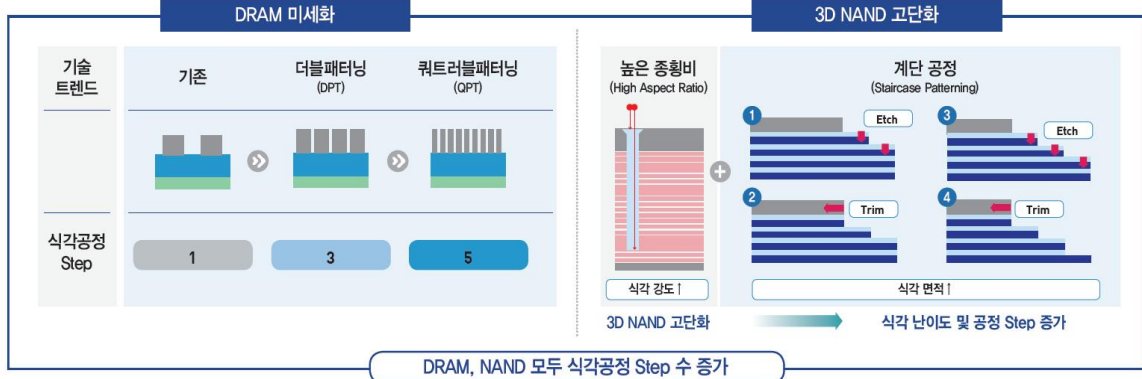 DRAM 미세화
3D NAND 고단화
기술
트렌드
기존
더블패터닝
(DPT)
쿼트러블패터닝
(QPT)
식각공정
Step
1
3
5
높은 종횡비
(High Aspect Ratio)
식각 강도↑
계단 공정
(Staircase Patterning)
1
Etch
3
Etch
2
Trim
4
Trim
식각 면적↑
3D NAND 고단화
식각 난이도 및 공정 Step 증가
DRAM, NAND 모두 식각공정 Step 수 증가